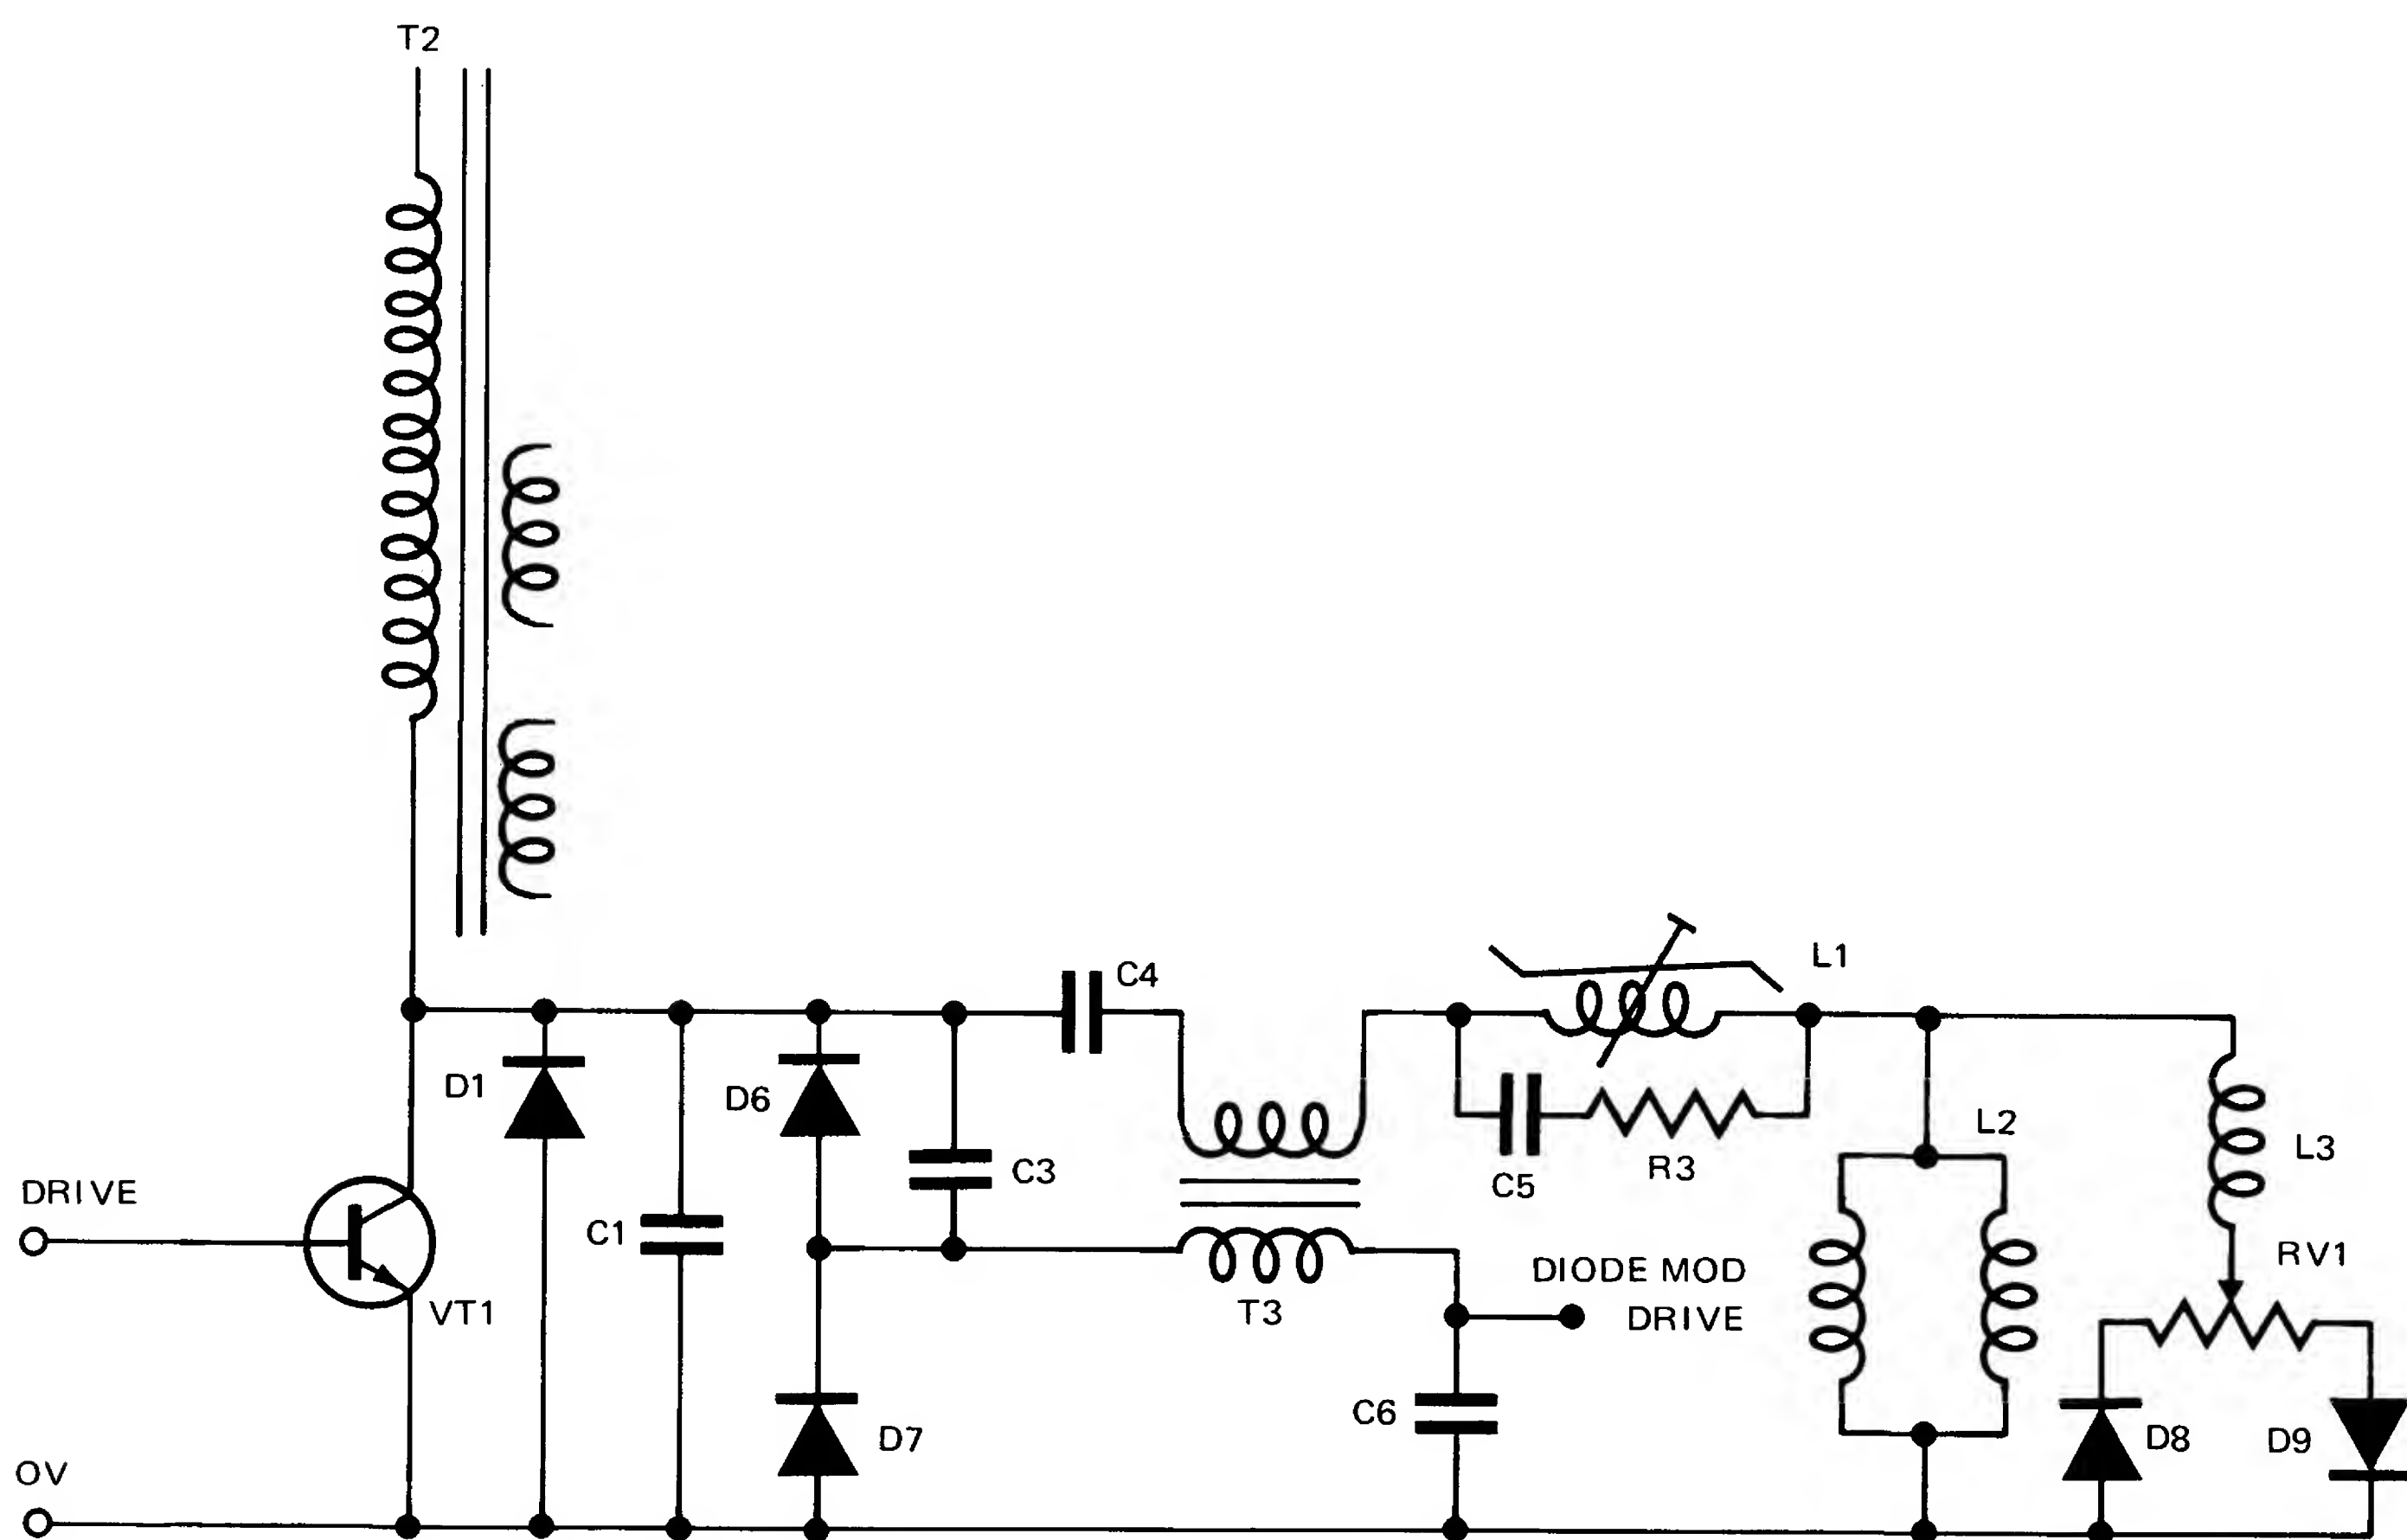 T2
C4
L1
D1
D6
C3
C5
R3
L2
L3
DRIVE
C1
VT1
T3
DIODE MOD
DRIVE
RV1
C6
D7
D8
D9
OV